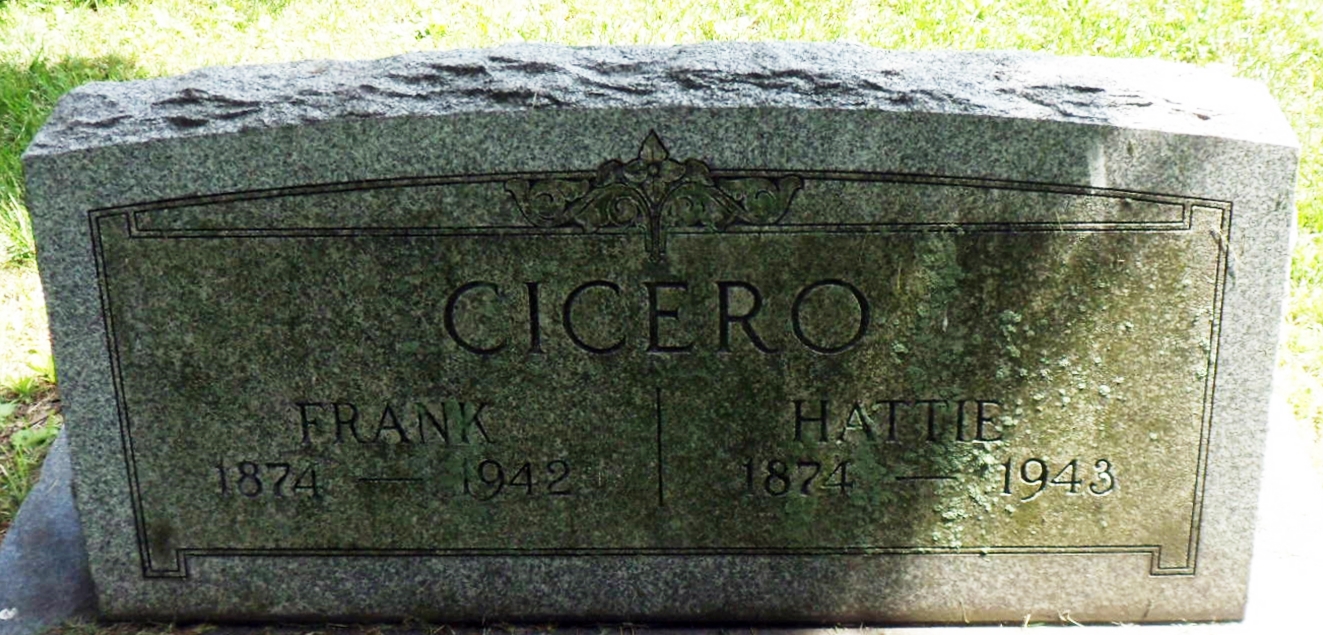 CICERO
FRANK HATTIE
1874 — 1942 1874 — 1943